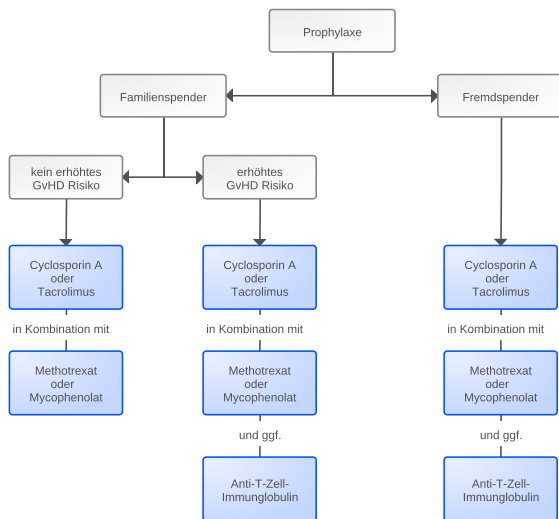 Prophylaxe
Familienspender
Fremdspender
kein erhöhtes
GvHD Risiko
erhöhtes
GvHD Risiko
Cyclosporin A
oder
Tacrolimus
Cyclosporin A
oder
Tacrolimus
Cyclosporin A
oder
Tacrolimus
in Kombination mit
in Kombination mit
in Kombination mit
Methotrexat
oder
Mycophenolat
Methotrexat
oder
Mycophenolat
Methotrexat
oder
Mycophenolat
und ggf.
und ggf.
Anti-T-Zell-
Immunglobulin
Anti-T-Zell-
Immunglobulin